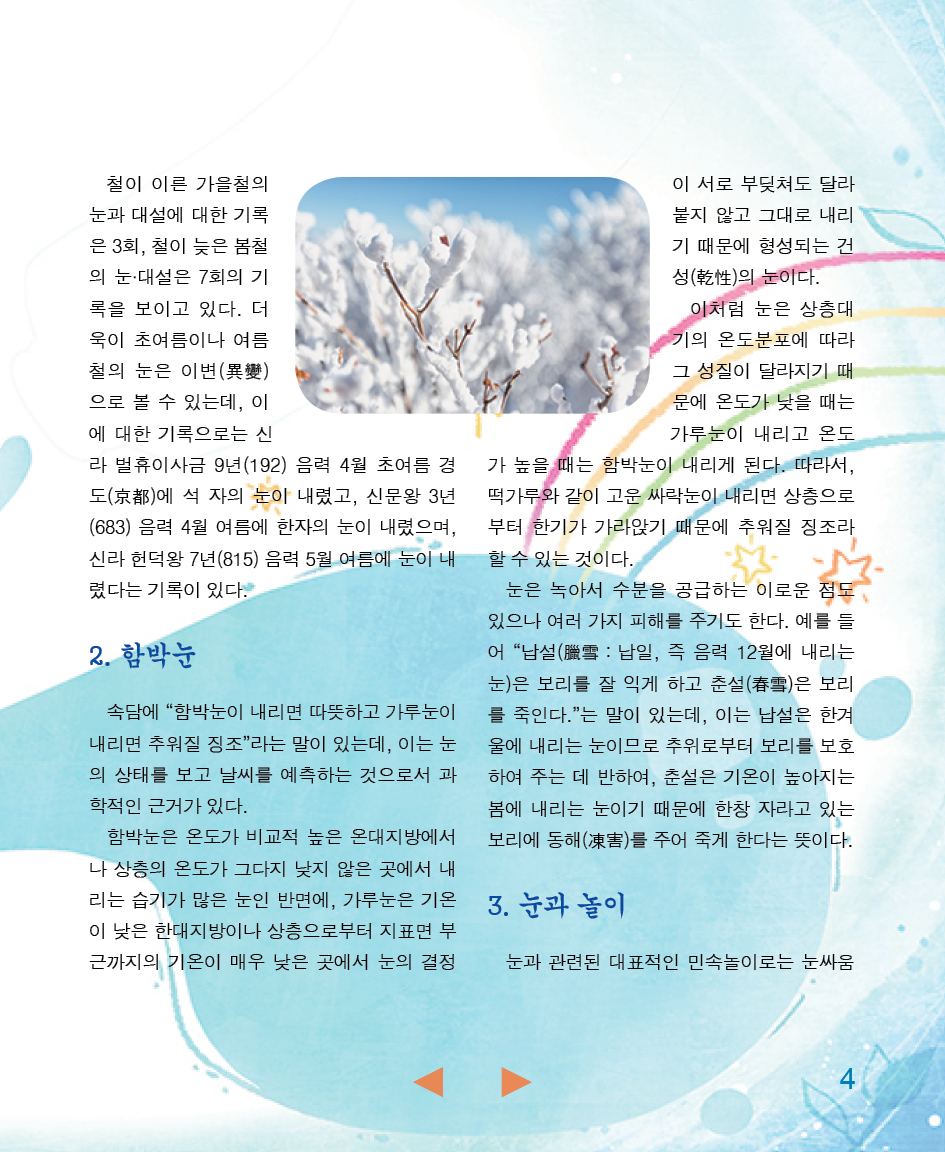 철이 이른 가을철의
눈과 대설에 대한 기록
은 3회, 철이 늦은 봄철
의 눈·대설은 7회의 기
록을 보이고 있다. 더
욱이 초여름이나 여름
철의 눈은 이변(異變)
으로 볼 수 있는데, 이
에 대한 기록으로는 신
라 벌휴이사금 9년(192) 음력 4월 초여름 경
도(京都)에 석 자의 눈이 내렸고, 신문왕 3년
(683) 음력 4월 여름에 한자의 눈이 내렸으며,
신라 헌덕왕 7년(815) 음력 5월 여름에 눈이 내
렸다는 기록이 있다.
2. 함박눈
속담에 “함박눈이 내리면 따뜻하고 가루눈이
내리면 추워질 징조”라는 말이 있는데, 이는 눈
의 상태를 보고 날씨를 예측하는 것으로서 과
학적인 근거가 있다.
함박눈은 온도가 비교적 높은 온대지방에서
나 상층의 온도가 그다지 낮지 않은 곳에서 내
리는 습기가 많은 눈인 반면에, 가루눈은 기온
이 낮은 한대지방이나 상층으로부터 지표면 부
근까지의 기온이 매우 낮은 곳에서 눈의 결정
이 서로 부딪쳐도 달라
붙지 않고 그대로 내리
기 때문에 형성되는 건
성(乾性)의 눈이다.
이처럼 눈은 상층대
기의 온도분포에 따라
그 성질이 달라지기 때
문에 온도가 낮을 때는
가루눈이 내리고 온도
가 높을 때는 함박눈이 내리게 된다. 따라서,
떡가루와 같이 고운 싸락눈이 내리면 상층으로
부터 한기가 가라앉기 때문에 추워질 징조라
할 수 있는 것이다.
눈은 녹아서 수분을 공급하는 이로운 점도
있으나 여러 가지 피해를 주기도 한다. 예를 들
어 “납설(臘雪 : 납일, 즉 음력 12월에 내리는
눈)은 보리를 잘 익게 하고 춘설(春雪)은 보리
를 죽인다.”는 말이 있는데, 이는 납설은 한겨
울에 내리는 눈이므로 추위로부터 보리를 보호
하여 주는 데 반하여, 춘설은 기온이 높아지는
봄에 내리는 눈이기 때문에 한창 자라고 있는
보리에 동해(凍害)를 주어 죽게 한다는 뜻이다.
3. 눈과 놀이
눈과 관련된 대표적인 민속놀이로는 눈싸움
4